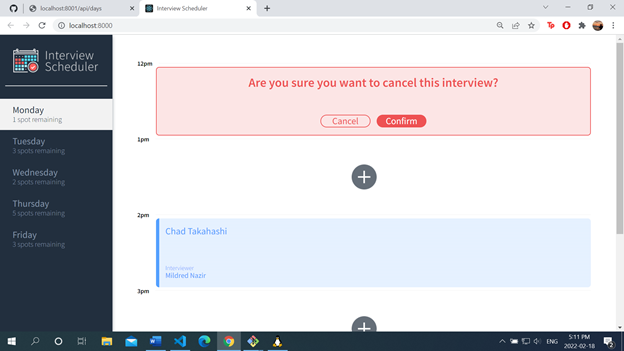 localhost:8001/api/days
Interview Scheduler
localhost:8000
Tp
Interview
Scheduler
Monday
1 spot remaining
Tuesday
3 spots remaining
Wednesday
2 spots remaining
Thursday
5 spots remaining
Friday
3 spots remaining
12pm
Are you sure you want to cancel this interview?
Cancel
Confirm
1pm
2pm
Chad Takahashi
Interviewer
Mildred Nazir
3pm
ENG
5:11 PM
2022-02-18
2